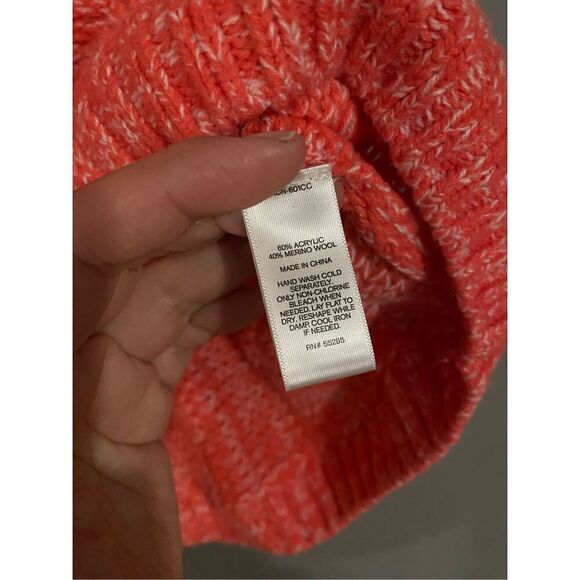 60% ACRYLIC
40% MERINO WOOL
MADE IN CHINA
HAND WASH COLD
SEPARATELY.
ONLY NON-CHLORINE
BLEACH WHEN
NEEDED. LAY FLAT TO
DRY. RESHAPE WHILE
DAMP. COOL IRON
IF NEEDED.
RN# 55285